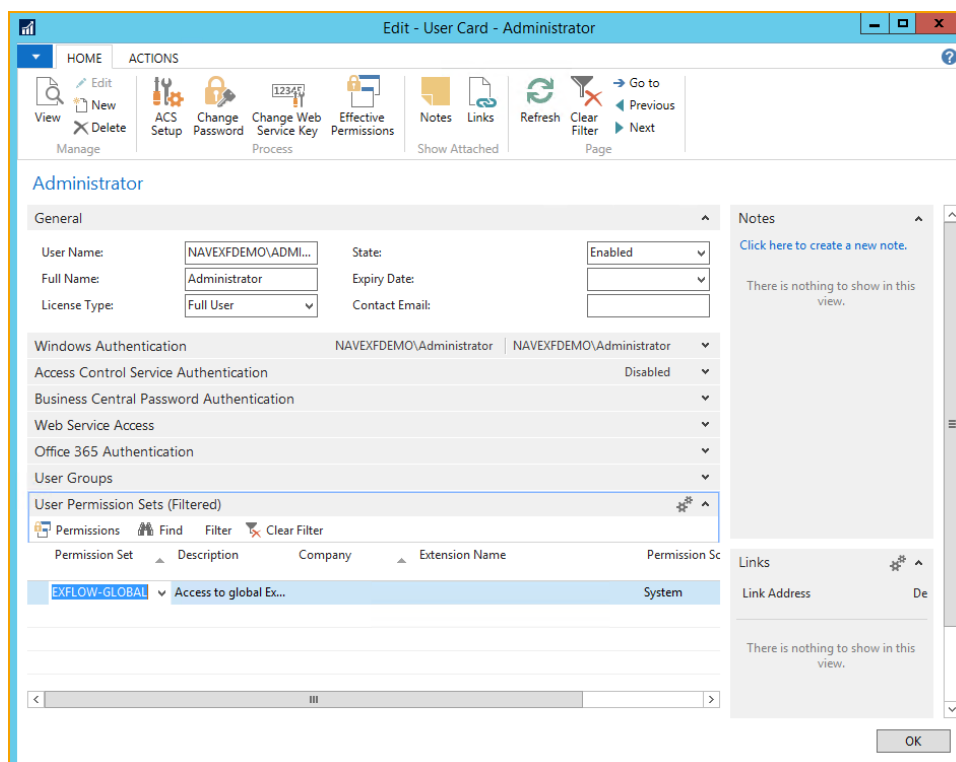 Edit - User Card - Administrator
HOME ACTIONS
View
Edit
New
Delete
Manage
ACS Setup
Change Password
12345
Change Web Service Key
Effective Permissions
Process
Notes
Links
Show Attached
Refresh
Clear Filter
Go to
Previous
Next
Page
Administrator
General
User Name: NAVEXFDEMO\ADMI... State: Enabled
Full Name: Administrator Expiry Date:
License Type: Full User Contact Email:
Windows Authentication NAVEXFDEMO\Administrator NAVEXFDEMO\Administrator
Access Control Service Authentication Disabled
Business Central Password Authentication
Web Service Access
Office 365 Authentication
User Groups
User Permission Sets (Filtered)
Permissions Find Filter Clear Filter
Permission Set Description Company Extension Name Permission Sc
EXFLOW-GLOBAL Access to global Ex... System
Notes
Click here to create a new note.
There is nothing to show in this
view.
Links
Link Address De
There is nothing to show in this
view.
OK